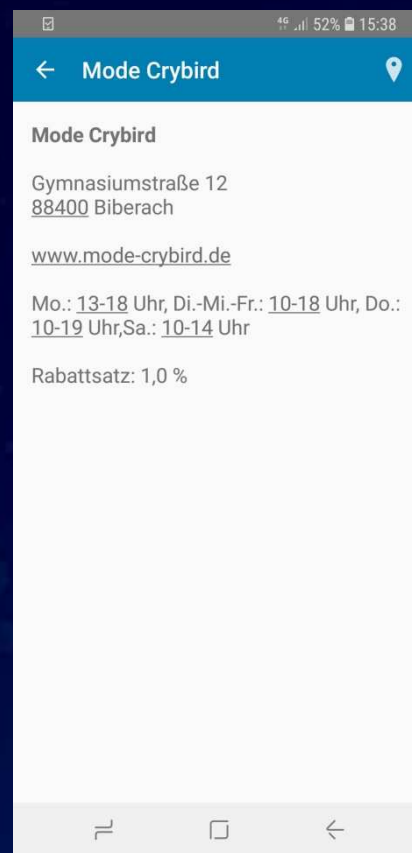 4G 52% 15:38
Mode Crybird
Mode Crybird
Gymnasiumstraße 12
88400 Biberach
www.mode-crybird.de
Mo.: 13-18 Uhr, Di.-Mi.-Fr.: 10-18 Uhr, Do.:
10-19 Uhr,Sa.: 10-14 Uhr
Rabattsatz: 1,0 %